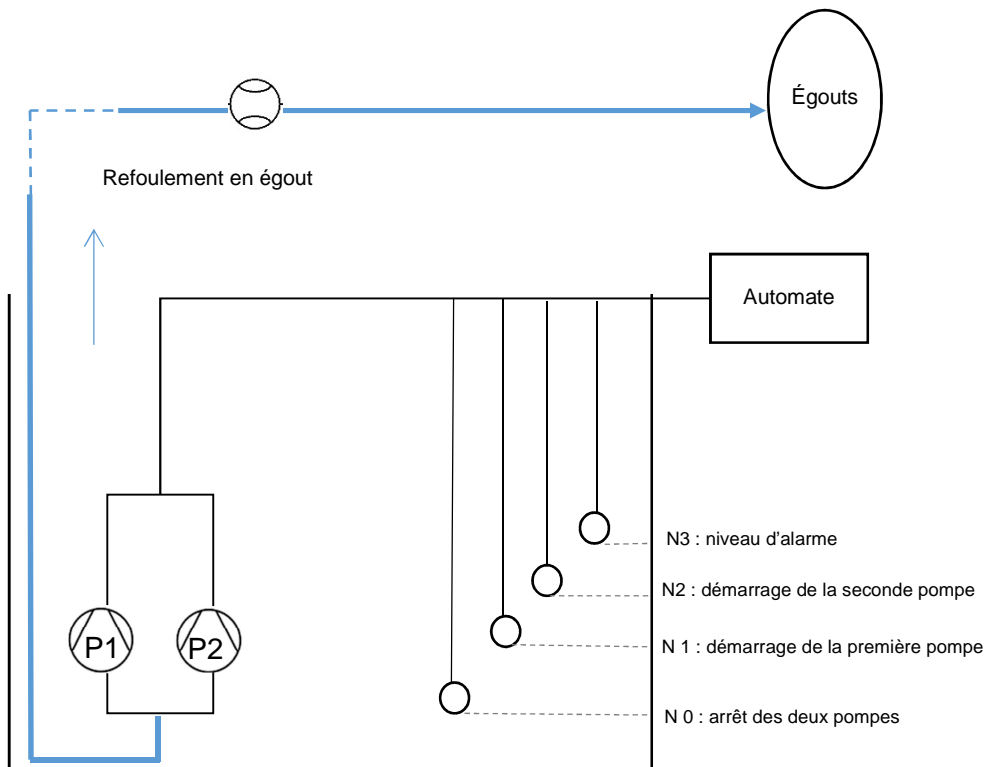 Égouts
Refoulement en égout
Automate
N3 : niveau d'alarme
N2 : démarrage de la seconde pompe
P1
P2
N 1 : démarrage de la première pompe
N 0 : arrêt des deux pompes